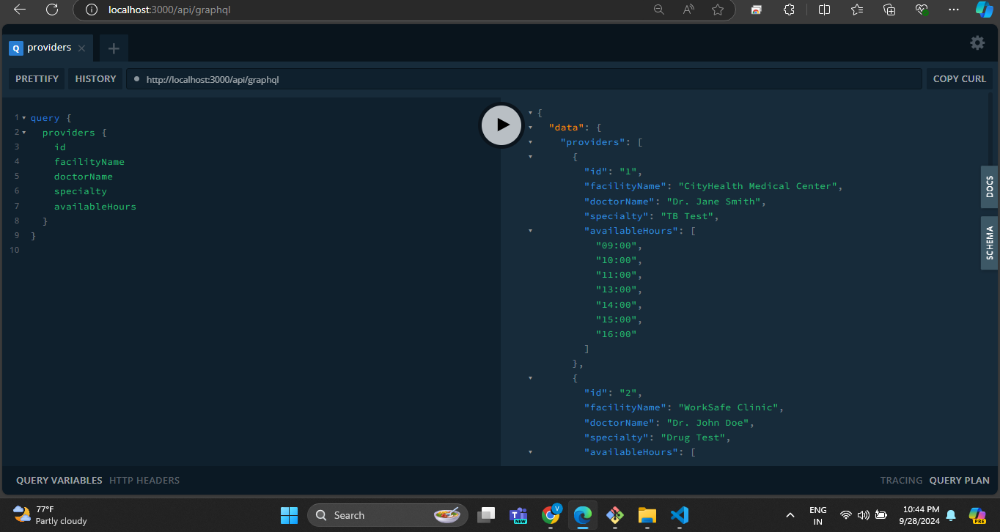 localhost:3000/api/graphql
Q providers
PRETTIFY HISTORY http://localhost:3000/api/graphql COPY CURL
1 query {
2 providers {
3 id
4 facilityName
5 doctorName
6 specialty
7 availableHours
8 }
9 }
10
{
"data": {
"providers": [
{
"id": "1",
"facilityName": "CityHealth Medical Center",
"doctorName": "Dr. Jane Smith",
"specialty": "TB Test",
"availableHours": [
"09:00",
"10:00",
"11:00",
"13:00",
"14:00",
"15:00",
"16:00"
]
},
{
"id": "2",
"facilityName": "WorkSafe Clinic",
"doctorName": "Dr. John Doe",
"specialty": "Drug Test",
"availableHours": [
DOCS
SCHEMA
QUERY VARIABLES HTTP HEADERS TRACING QUERY PLAN
77°F
Partly cloudy
Search
NEW
V
ENG
IN
10:44 PM
9/28/2024
PRE